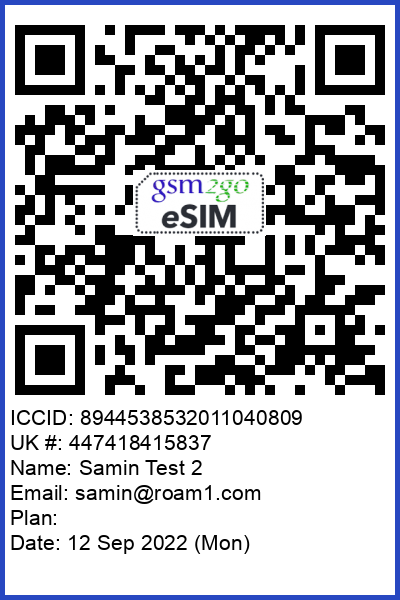 gsm2go
eSIM
ICCID: 8944538532011040809
UK #: 447418415837
Name: Samin Test 2
Email: samin@roam1.com
Plan:
Date: 12 Sep 2022 (Mon)